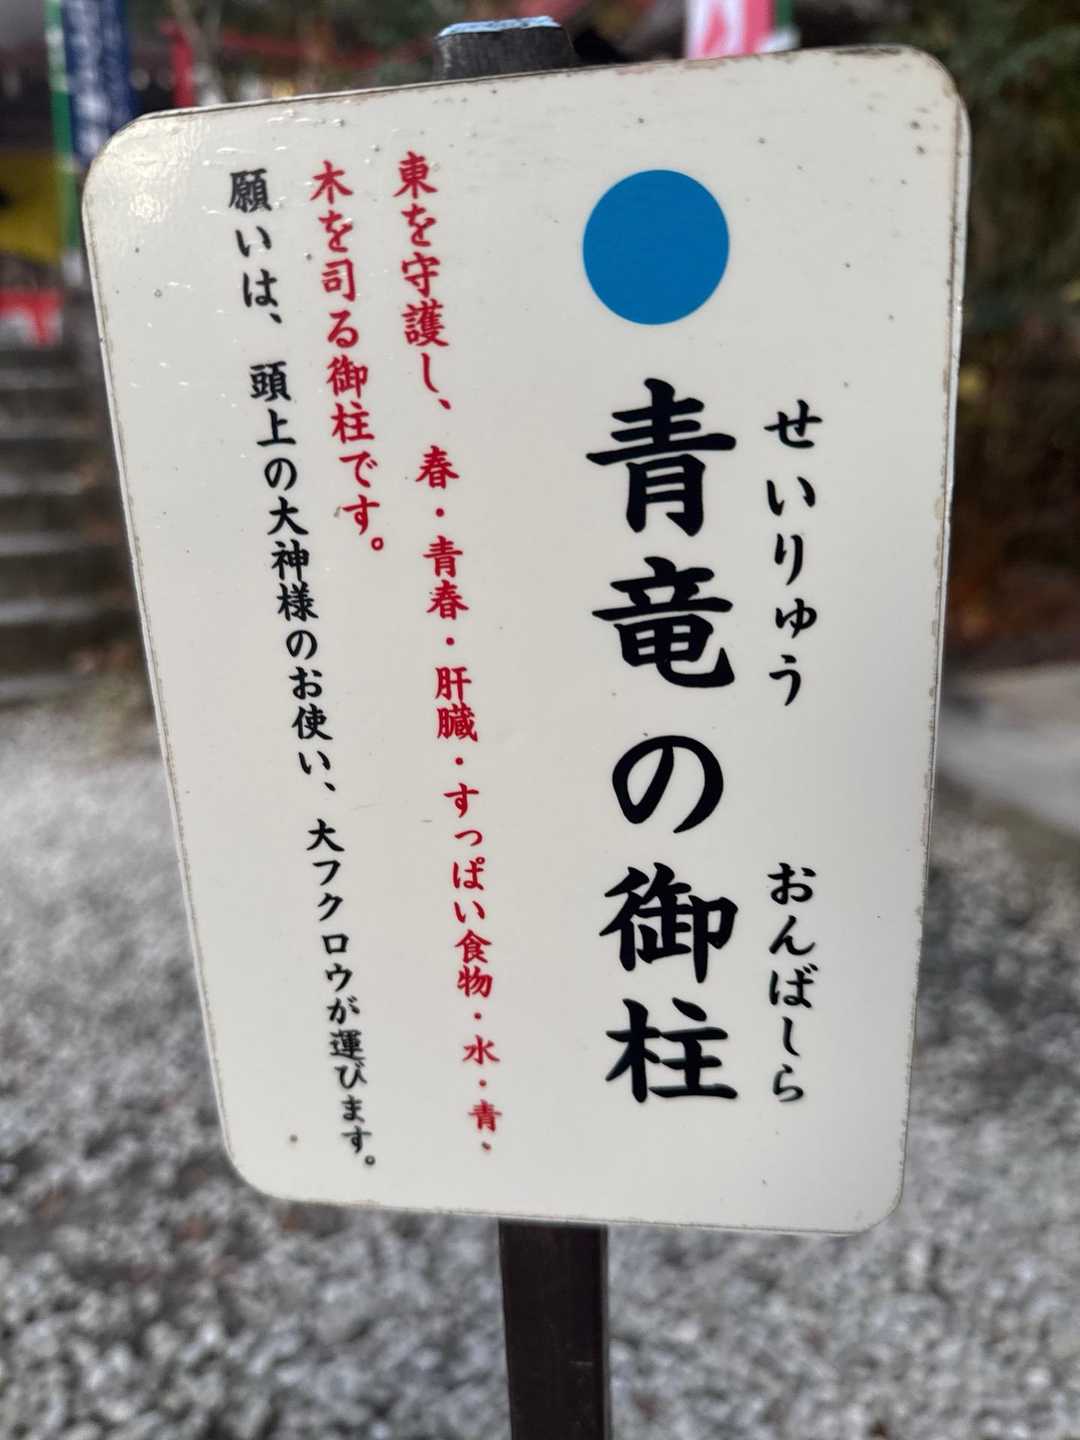 せいりゅう　おんばしら
青竜の御柱
東を守護し、春・青春・肝臓・すっぱい食物・水・青・
木を司る御柱です。
願いは、頭上の大神様のお使い、大フクロウが運びます。